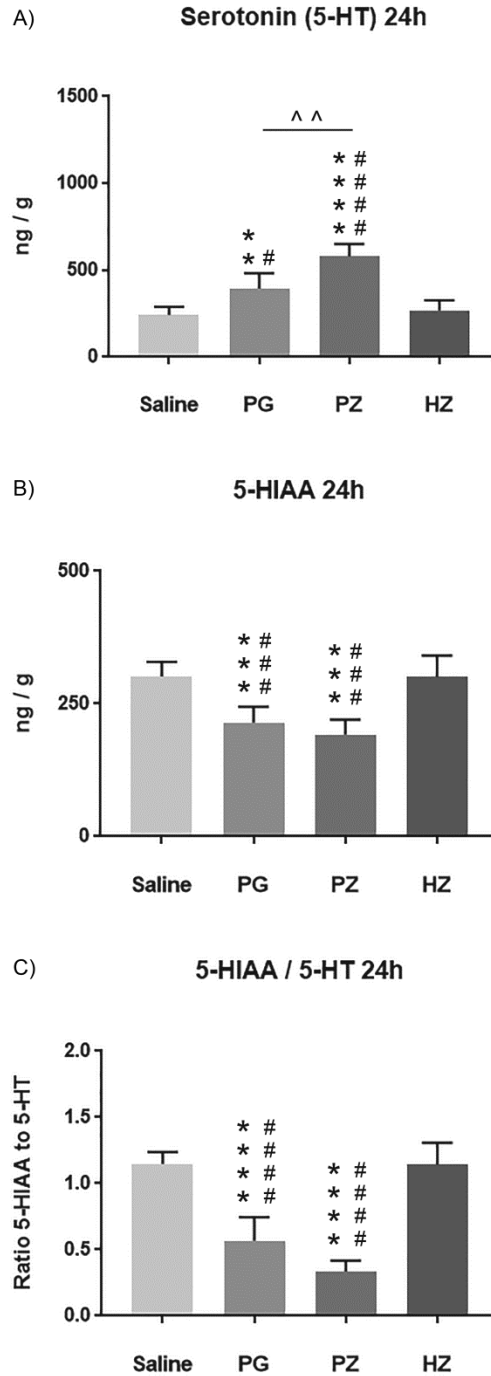 A)
Serotonin (5-HT) 24h
1500
1000
500
0
ng / g
^ ^
* #
* #
* #
* #
*
* #
Saline PG PZ HZ
B)
5-HIAA 24h
500
250
0
ng / g
* # * #
* # * #
* # * #
Saline PG PZ HZ
C)
5-HIAA / 5-HT 24h
2.0
1.5
1.0
0.5
0.0
Ratio 5-HIAA to 5-HT
* #
* #
* #
* #
* #
* #
* #
* #
Saline PG PZ HZ